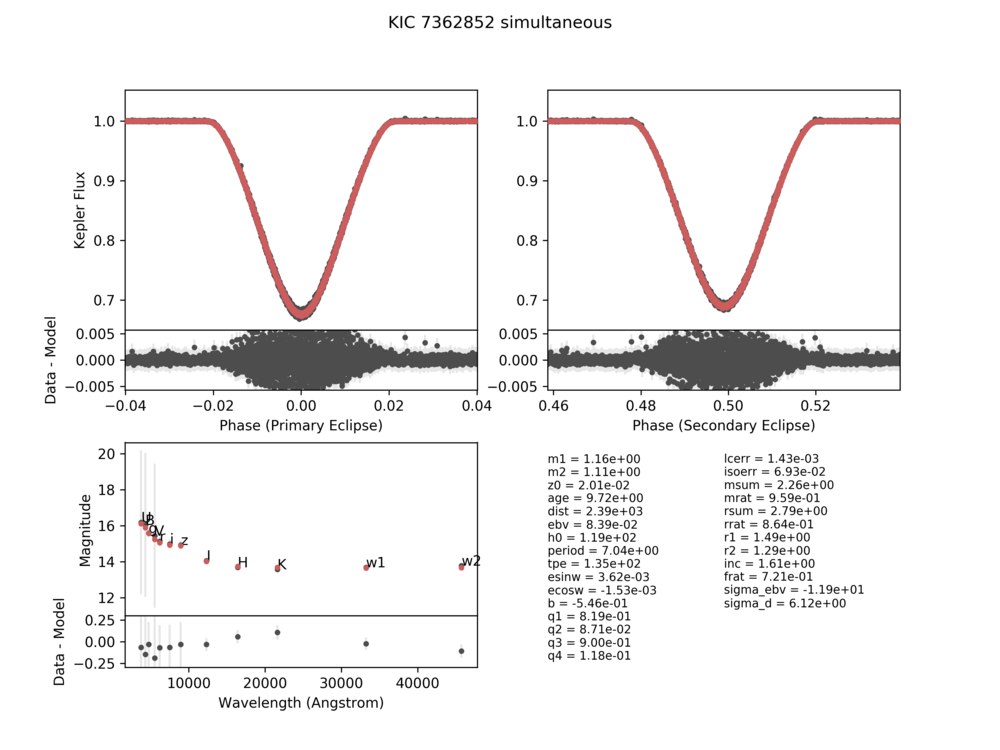 KIC 7362852 simultaneous
1.0
0.9
0.8
0.7
Kepler Flux
0.005
0.000
−0.005
Data - Model
−0.04 −0.02 0.00 0.02 0.04
Phase (Primary Eclipse)
1.0
0.9
0.8
0.7
0.005
0.000
−0.005
0.46 0.48 0.50 0.52
Phase (Secondary Eclipse)
20
18
16
14
12
Magnitude
B
V
i z
J
H
K
w1
w2
0.25
0.00
−0.25
Data - Model
10000 20000 30000 40000
Wavelength (Angstrom)
m1 = 1.16e+00
m2 = 1.11e+00
z0 = 2.01e-02
age = 9.72e+00
dist = 2.39e+03
ebv = 8.39e-02
h0 = 1.19e+02
period = 7.04e+00
tpe = 1.35e+02
esinw = 3.62e-03
ecosw = -1.53e-03
b = -5.46e-01
q1 = 8.19e-01
q2 = 8.71e-02
q3 = 9.00e-01
q4 = 1.18e-01
lcerr = 1.43e-03
isoerr = 6.93e-02
msum = 2.26e+00
mrat = 9.59e-01
rsum = 2.79e+00
rrat = 8.64e-01
r1 = 1.49e+00
r2 = 1.29e+00
inc = 1.61e+00
frat = 7.21e-01
sigma_ebv = -1.19e+01
sigma_d = 6.12e+00